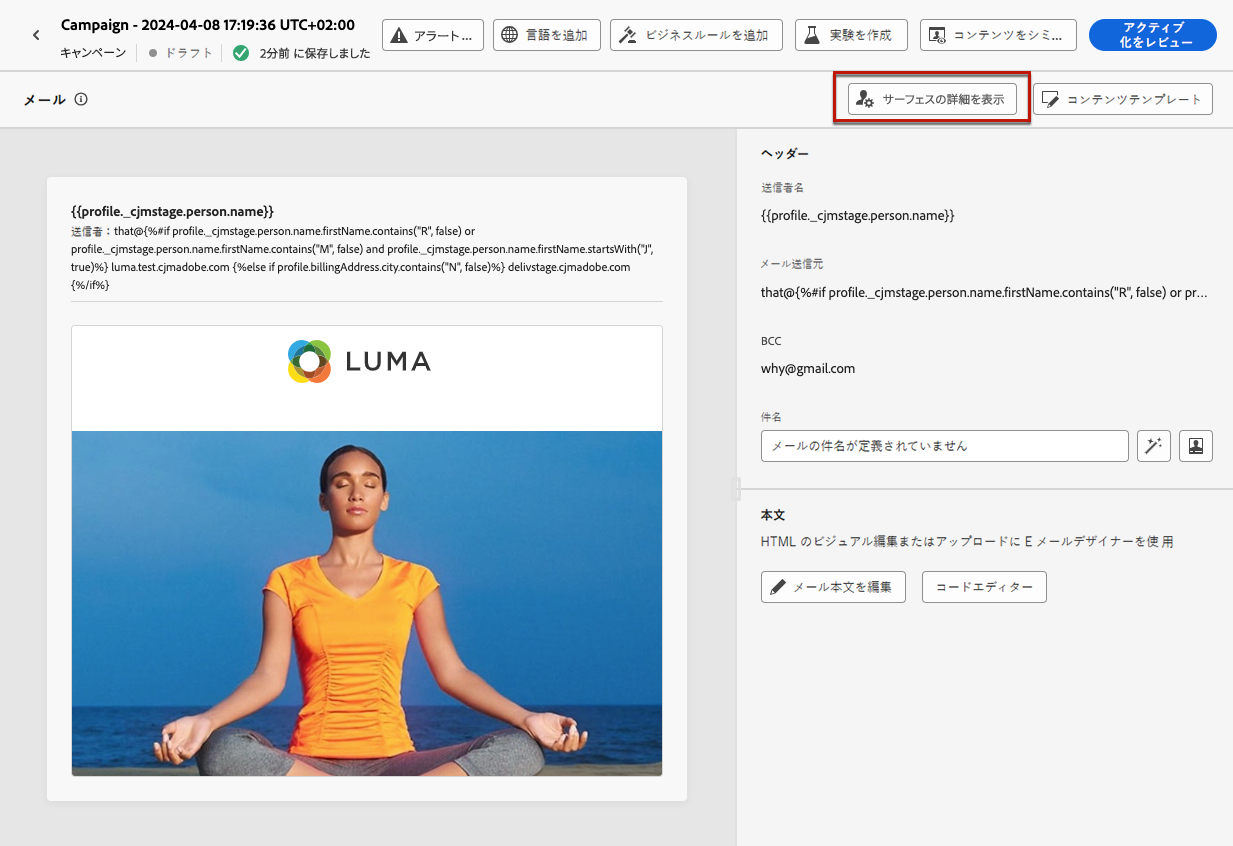 Campaign - 2024-04-08 17:19:36 UTC+02:00
キャンペーン ドラフト 2分前 に保存しました
アラート...
言語を追加
ビジネスルールを追加
実験を作成
コンテンツをシミ...
アクティブ
化をレビュー
メール
サーフェスの詳細を表示
コンテンツテンプレート
{{profile._cjmstage.person.name}}
送信者：that@{%#if profile._cjmstage.person.name.firstName.contains("R", false) or
profile._cjmstage.person.name.firstName.contains("M", false) and profile._cjmstage.person.name.firstName.startsWith("J",
true)%} luma.test.cjmadobe.com {%else if profile.billingAddress.city.contains("N", false)%} delivstage.cjmadobe.com
{%/if%}
LUMA
ヘッダー
送信者名
{{profile._cjmstage.person.name}}
メール送信元
that@{%#if profile._cjmstage.person.name.firstName.contains("R", false) or pr...
BCC
why@gmail.com
件名
メールの件名が定義されていません
本文
HTML のビジュアル編集またはアップロードに E メールデザイナーを使用
メール本文を編集
コードエディター